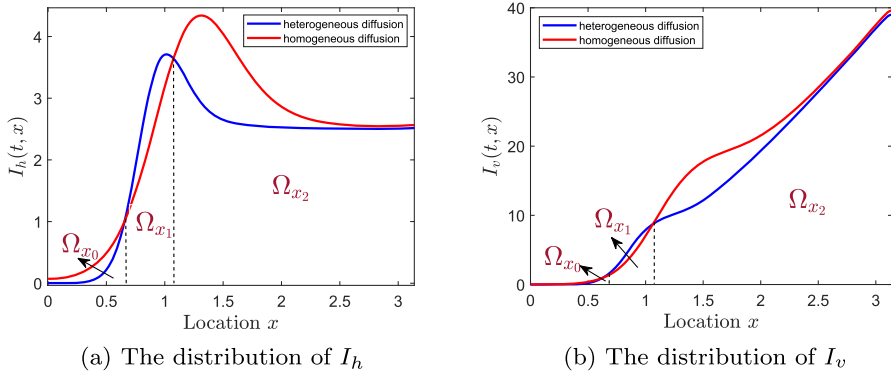 heterogeneous diffusion
homogeneous diffusion
I_h(t, x)
4
3
2
1
0
Ω_{x_0}
Ω_{x_1}
Ω_{x_2}
0
0.5
1
1.5
2
2.5
3
Location x
(a) The distribution of I_h
heterogeneous diffusion
homogeneous diffusion
I_v(t, x)
40
30
20
10
0
Ω_{x_0}
Ω_{x_1}
Ω_{x_2}
0
0.5
1
1.5
2
2.5
3
Location x
(b) The distribution of I_v